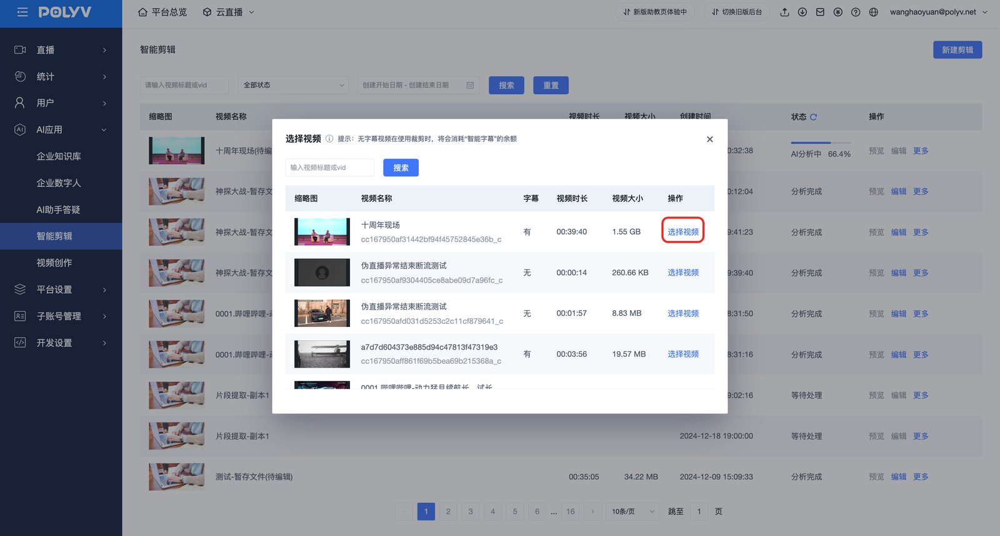 POLYV
平台总览
云直播
新版助教页体验中
切换旧版后台
wanghaoyuan@polyv.net
直播
统计
用户
AI应用
企业知识库
企业数字人
AI助手答疑
智能剪辑
视频创作
平台设置
子账号管理
开发设置
智能剪辑
新建剪辑
请输入视频标题或vid
全部状态
创建开始日期 - 创建结束日期
搜索
重置
缩略图 视频名称 视频时长 视频大小 创建时间 状态 操作
十周年现场(待编 0:32:38 AI分析中 66.4% 预览 编辑 更多
神探大战-暂存文 0:12:04 分析完成 预览 编辑 更多
神探大战-暂存文 9:41:23 分析完成 预览 编辑 更多
神探大战-暂存文 9:39:40 分析完成 预览 编辑 更多
0001.哔哩哔哩- 8:31:50 分析完成 预览 编辑 更多
0001.哔哩哔哩- 8:31:16 分析完成 预览 编辑 更多
片段提取-副本1 9:02:16 等待处理 预览 编辑 更多
片段提取-副本1 2024-12-18 19:00:00 等待处理 预览 编辑 更多
测试-暂存文件(待编辑) 00:35:05 34.22 MB 2024-12-09 15:09:33 分析完成 预览 编辑 更多
1 2 3 4 5 6 ... 16 10条/页 跳至 1 页
选择视频 提示：无字幕视频在使用裁剪时，将会消耗“智能字幕”的余额
输入视频标题或vid
搜索
缩略图 视频名称 字幕 视频时长 视频大小 操作
十周年现场
cc167950af31442bf94f45752845e36b_c
有 00:39:40 1.55 GB 选择视频
伪直播异常结束断流测试
cc167950af9304405ce8abe09d7a96fc_c
无 00:00:14 260.66 KB 选择视频
伪直播异常结束断流测试
cc167950afd031d5253c2c11cf879641_c
无 00:01:57 8.83 MB 选择视频
a7d7d604373e885d94c47813f47319e3
cc167950aff861f69b5bea69b215368a_c
有 00:03:56 19.57 MB 选择视频
0001.哔哩哔哩-动力猛且续航长，试长